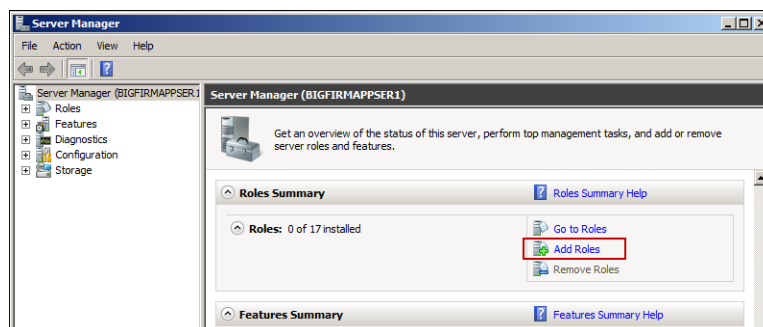 Server Manager
File Action View Help
Server Manager (BIGFIRMAPPSER1
Roles
Features
Diagnostics
Configuration
Storage
Server Manager (BIGFIRMAPPSER1)
Get an overview of the status of this server, perform top management tasks, and add or remove
server roles and features.
Roles Summary
Roles Summary Help
Roles: 0 of 17 installed
Go to Roles
Add Roles
Remove Roles
Features Summary
Features Summary Help